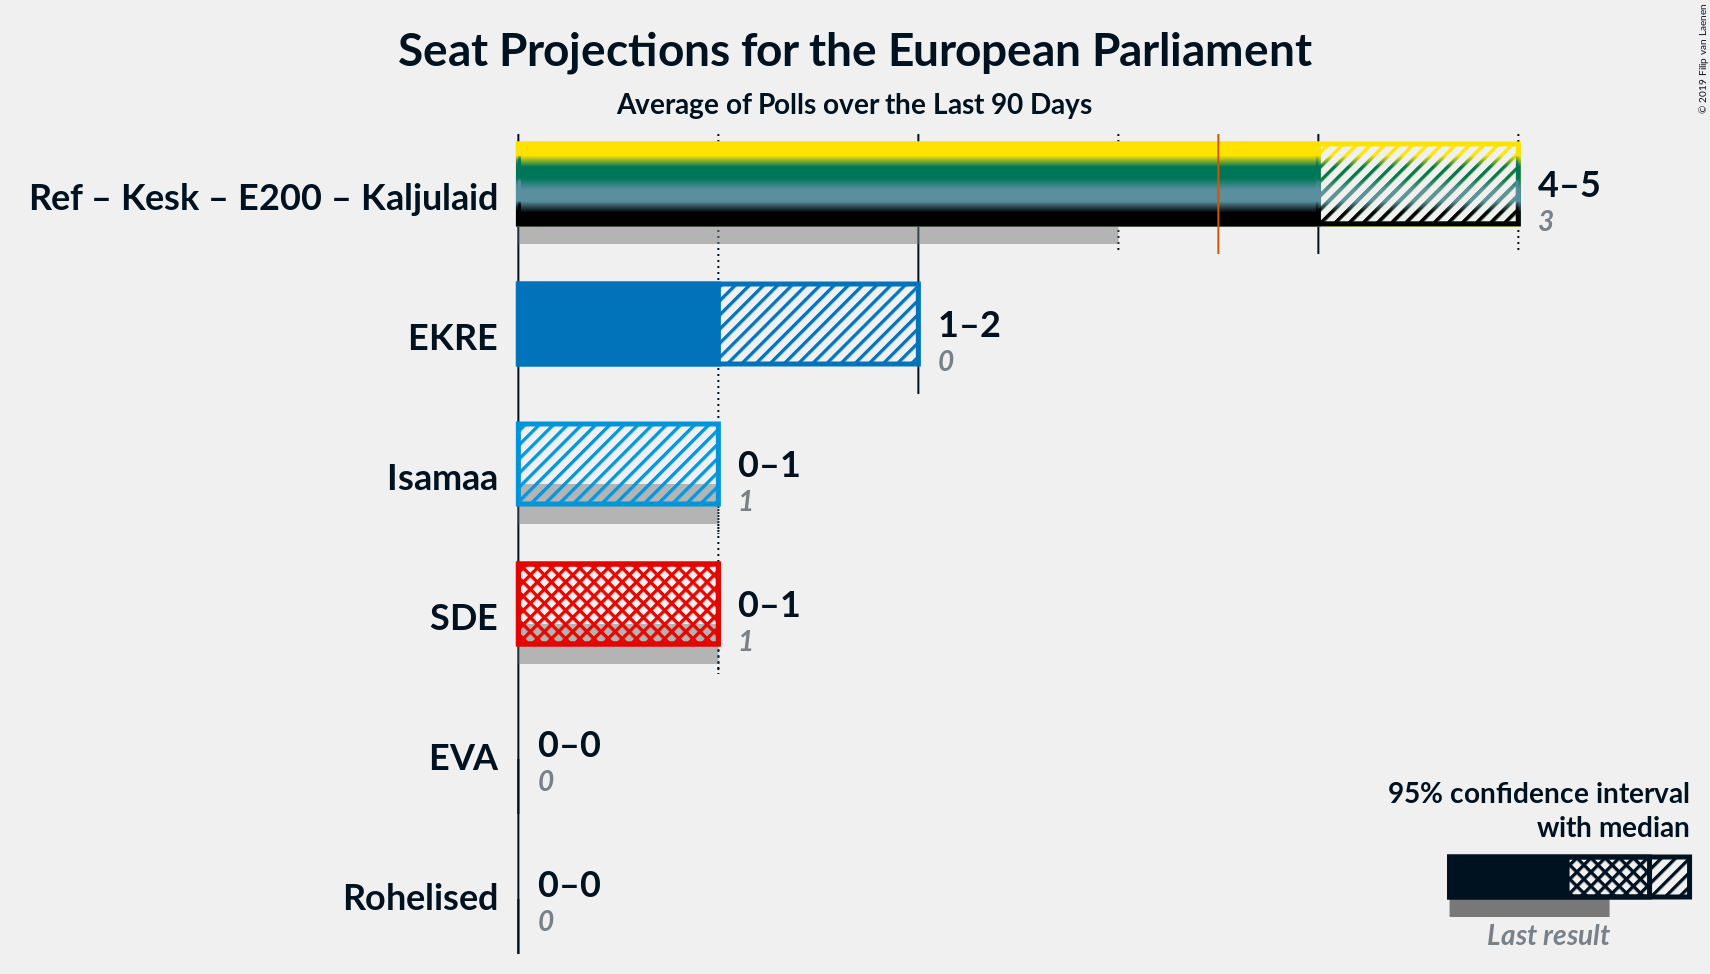 Seat Projections for the European Parliament
Average of Polls over the Last 90 Days
© 2019 Filip van Laenen
Ref – Kesk – E200 – Kaljulaid
4–5
3
EKRE
1–2
0
Isamaa
0–1
1
SDE
0–1
1
EVA
0–0
0
Rohelised
0–0
0
95% confidence interval
with median
Last result